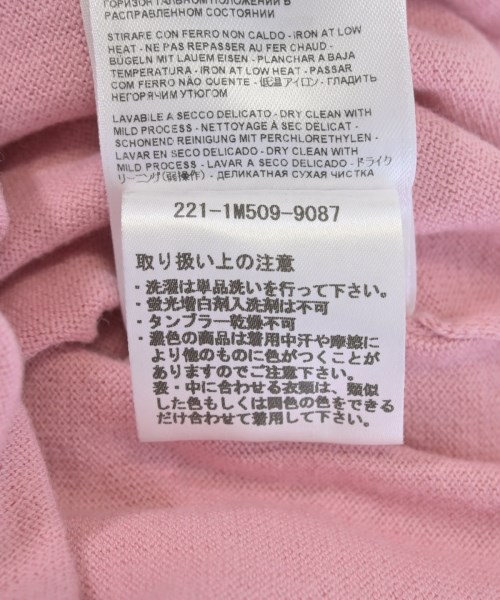 ГОРИЗОНТАЛЬНОМ ПОЛОЖЕНИИ В
РАСПРАВЛЕННОМ СОСТОЯНИИ
STIRARE CON FERRO NON CALDO - IRON AT LOW
HEAT - NE PAS REPASSER AU FER CHAUD -
BÜGELN MIT LAUEM EISEN - PLANCHAR A BAJA
TEMPERATURA - IRON AT LOW HEAT - PASSAR
COM FERRO NÃO QUENTE - 低温アイロン - ГЛАДИТЬ
НЕГОРЯЧИМ УТЮГОМ
LAVABILE A SECCO DELICATO - DRY CLEAN WITH
MILD PROCESS - NETTOYAGE À SEC DELICAT -
SCHONEND REINIGUNG MIT PERCHLORETHYLEN -
LAVAR EN SECO DELICADO - DRY CLEAN WITH
MILD PROCESS - LAVAR A SECO DELICADO - ドライク
リーニング(弱操作) - ДЕЛИКАТНАЯ СУХАЯ ЧИСТКА
221-1M509-9087
取り扱い上の注意
・洗濯は単品洗いを行って下さい。
・蛍光増白剤入洗剤は不可
・タンブラー乾燥不可
・濃色の商品は着用中汗や摩擦に
より他のものに色がつくことが
ありますのでご注意下さい。
表・中に合わせる衣類は、類似
した色もしくは同色の色をできる
だけ合わせて着用して下さい。